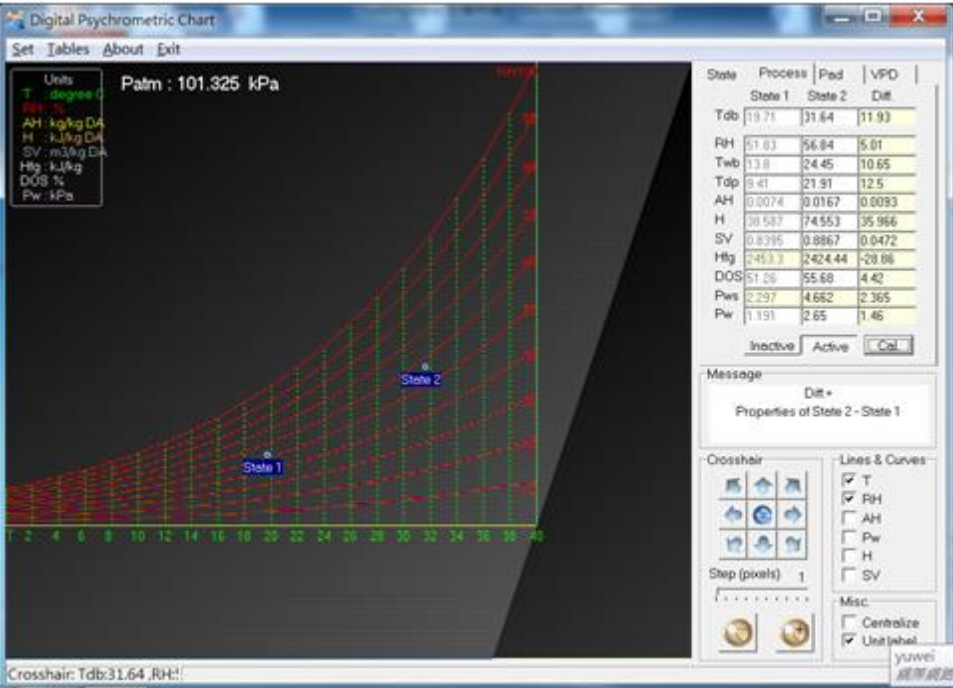 Digital Psychrometric Chart
Set Tables About Exit
Units
T : degree C
RH : %
AH : kg/kg DA
H : kJ/kg DA
SV : m3/kg DA
Hfg : kJ/kg
DOS %
Pw : kPa
Patm : 101.325 kPa
State 2
State 1
2 4 6 8 10 12 14 16 18 20 22 24 26 28 30 32 34 36 38 40
Crosshair: Tdb:31.64 ,RH:
State Process Pad VPD
State 1 State 2 Diff.
Tdb 19.71 31.64 11.93
RH 51.83 56.84 5.01
Twb 13.8 24.45 10.65
Tdp 9.41 21.91 12.5
AH 0.0074 0.0167 0.0093
H 38.587 74.553 35.966
SV 0.8395 0.8867 0.0472
Hfg 2453.3 2424.44 -28.86
DOS 51.26 55.68 4.42
Pws 2.297 4.662 2.365
Pw 1.191 2.65 1.46
Inactive Active Cal.
Message
Diff.=
Properties of State 2 - State 1
Crosshair
Step (pixels) 1
Lines & Curves
T
RH
AH
Pw
H
SV
Misc.
Centralize
Unit label
yuwei